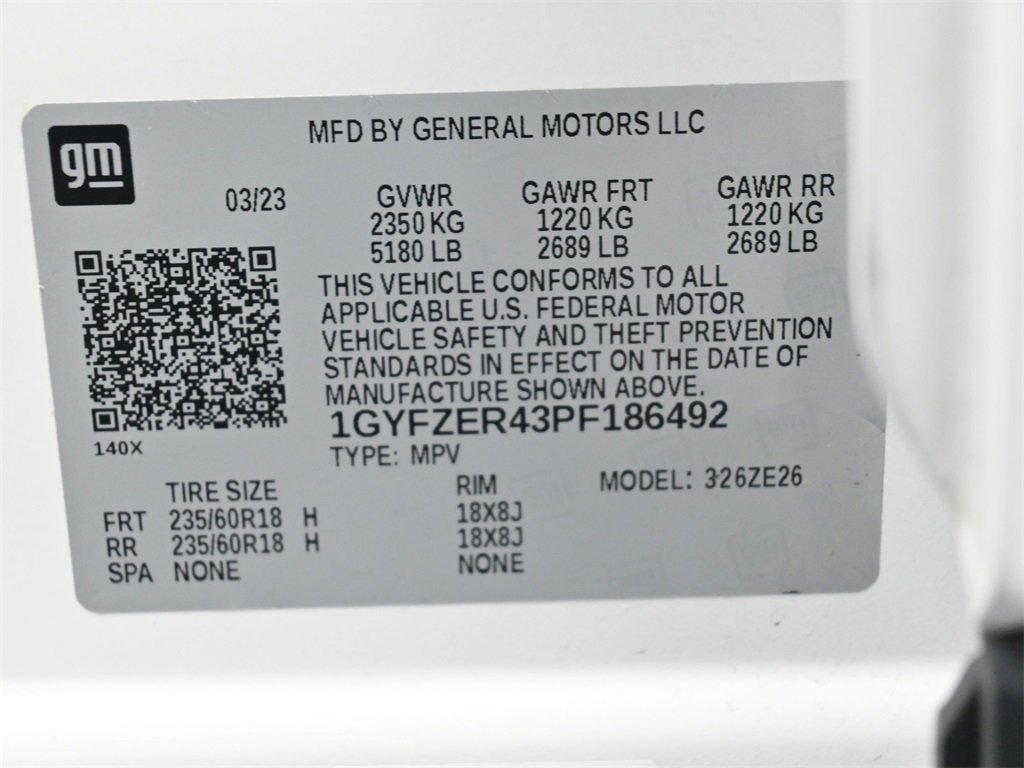 gm
MFD BY GENERAL MOTORS LLC
03/23
GVWR GAWR FRT GAWR RR
2350 KG 1220 KG 1220 KG
5180 LB 2689 LB 2689 LB
THIS VEHICLE CONFORMS TO ALL
APPLICABLE U.S. FEDERAL MOTOR
VEHICLE SAFETY AND THEFT PREVENTION
STANDARDS IN EFFECT ON THE DATE OF
MANUFACTURE SHOWN ABOVE.
1GYFZER43PF186492
140X
TYPE: MPV
TIRE SIZE RIM MODEL: 326ZE26
FRT 235/60R18 H 18X8J
RR 235/60R18 H 18X8J
SPA NONE NONE